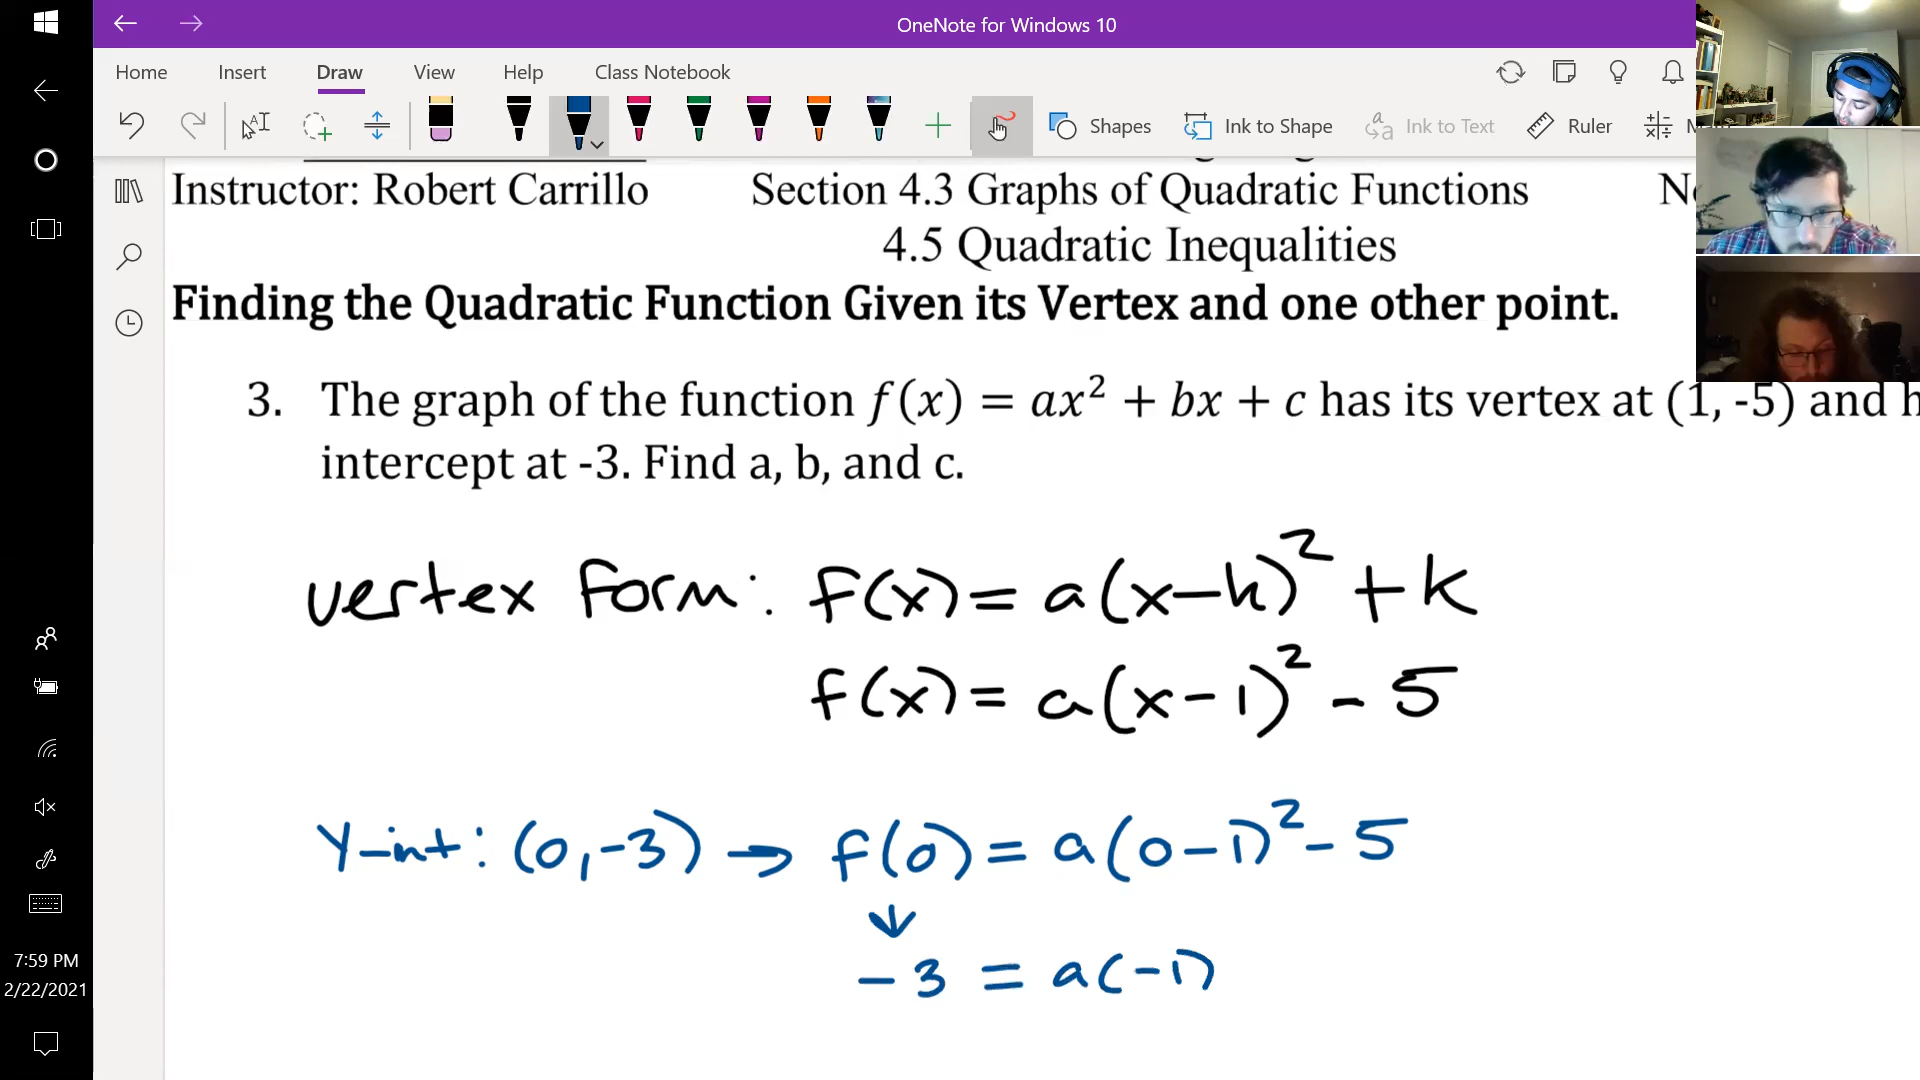 OneNote for Windows 10
Home Insert Draw View Help Class Notebook
Shapes Ink to Shape Ink to Text Ruler
Instructor: Robert Carrillo Section 4.3 Graphs of Quadratic Functions
4.5 Quadratic Inequalities
Finding the Quadratic Function Given its Vertex and one other point.
3. The graph of the function f(x) = ax² + bx + c has its vertex at (1, -5) and
intercept at -3. Find a, b, and c.
vertex form: f(x) = a(x-h)² + k
f(x) = a(x-1)² - 5
Y-int: (0,-3) → f(0) = a(0-1)² - 5
↓
-3 = a(-1)
7:59 PM
2/22/2021